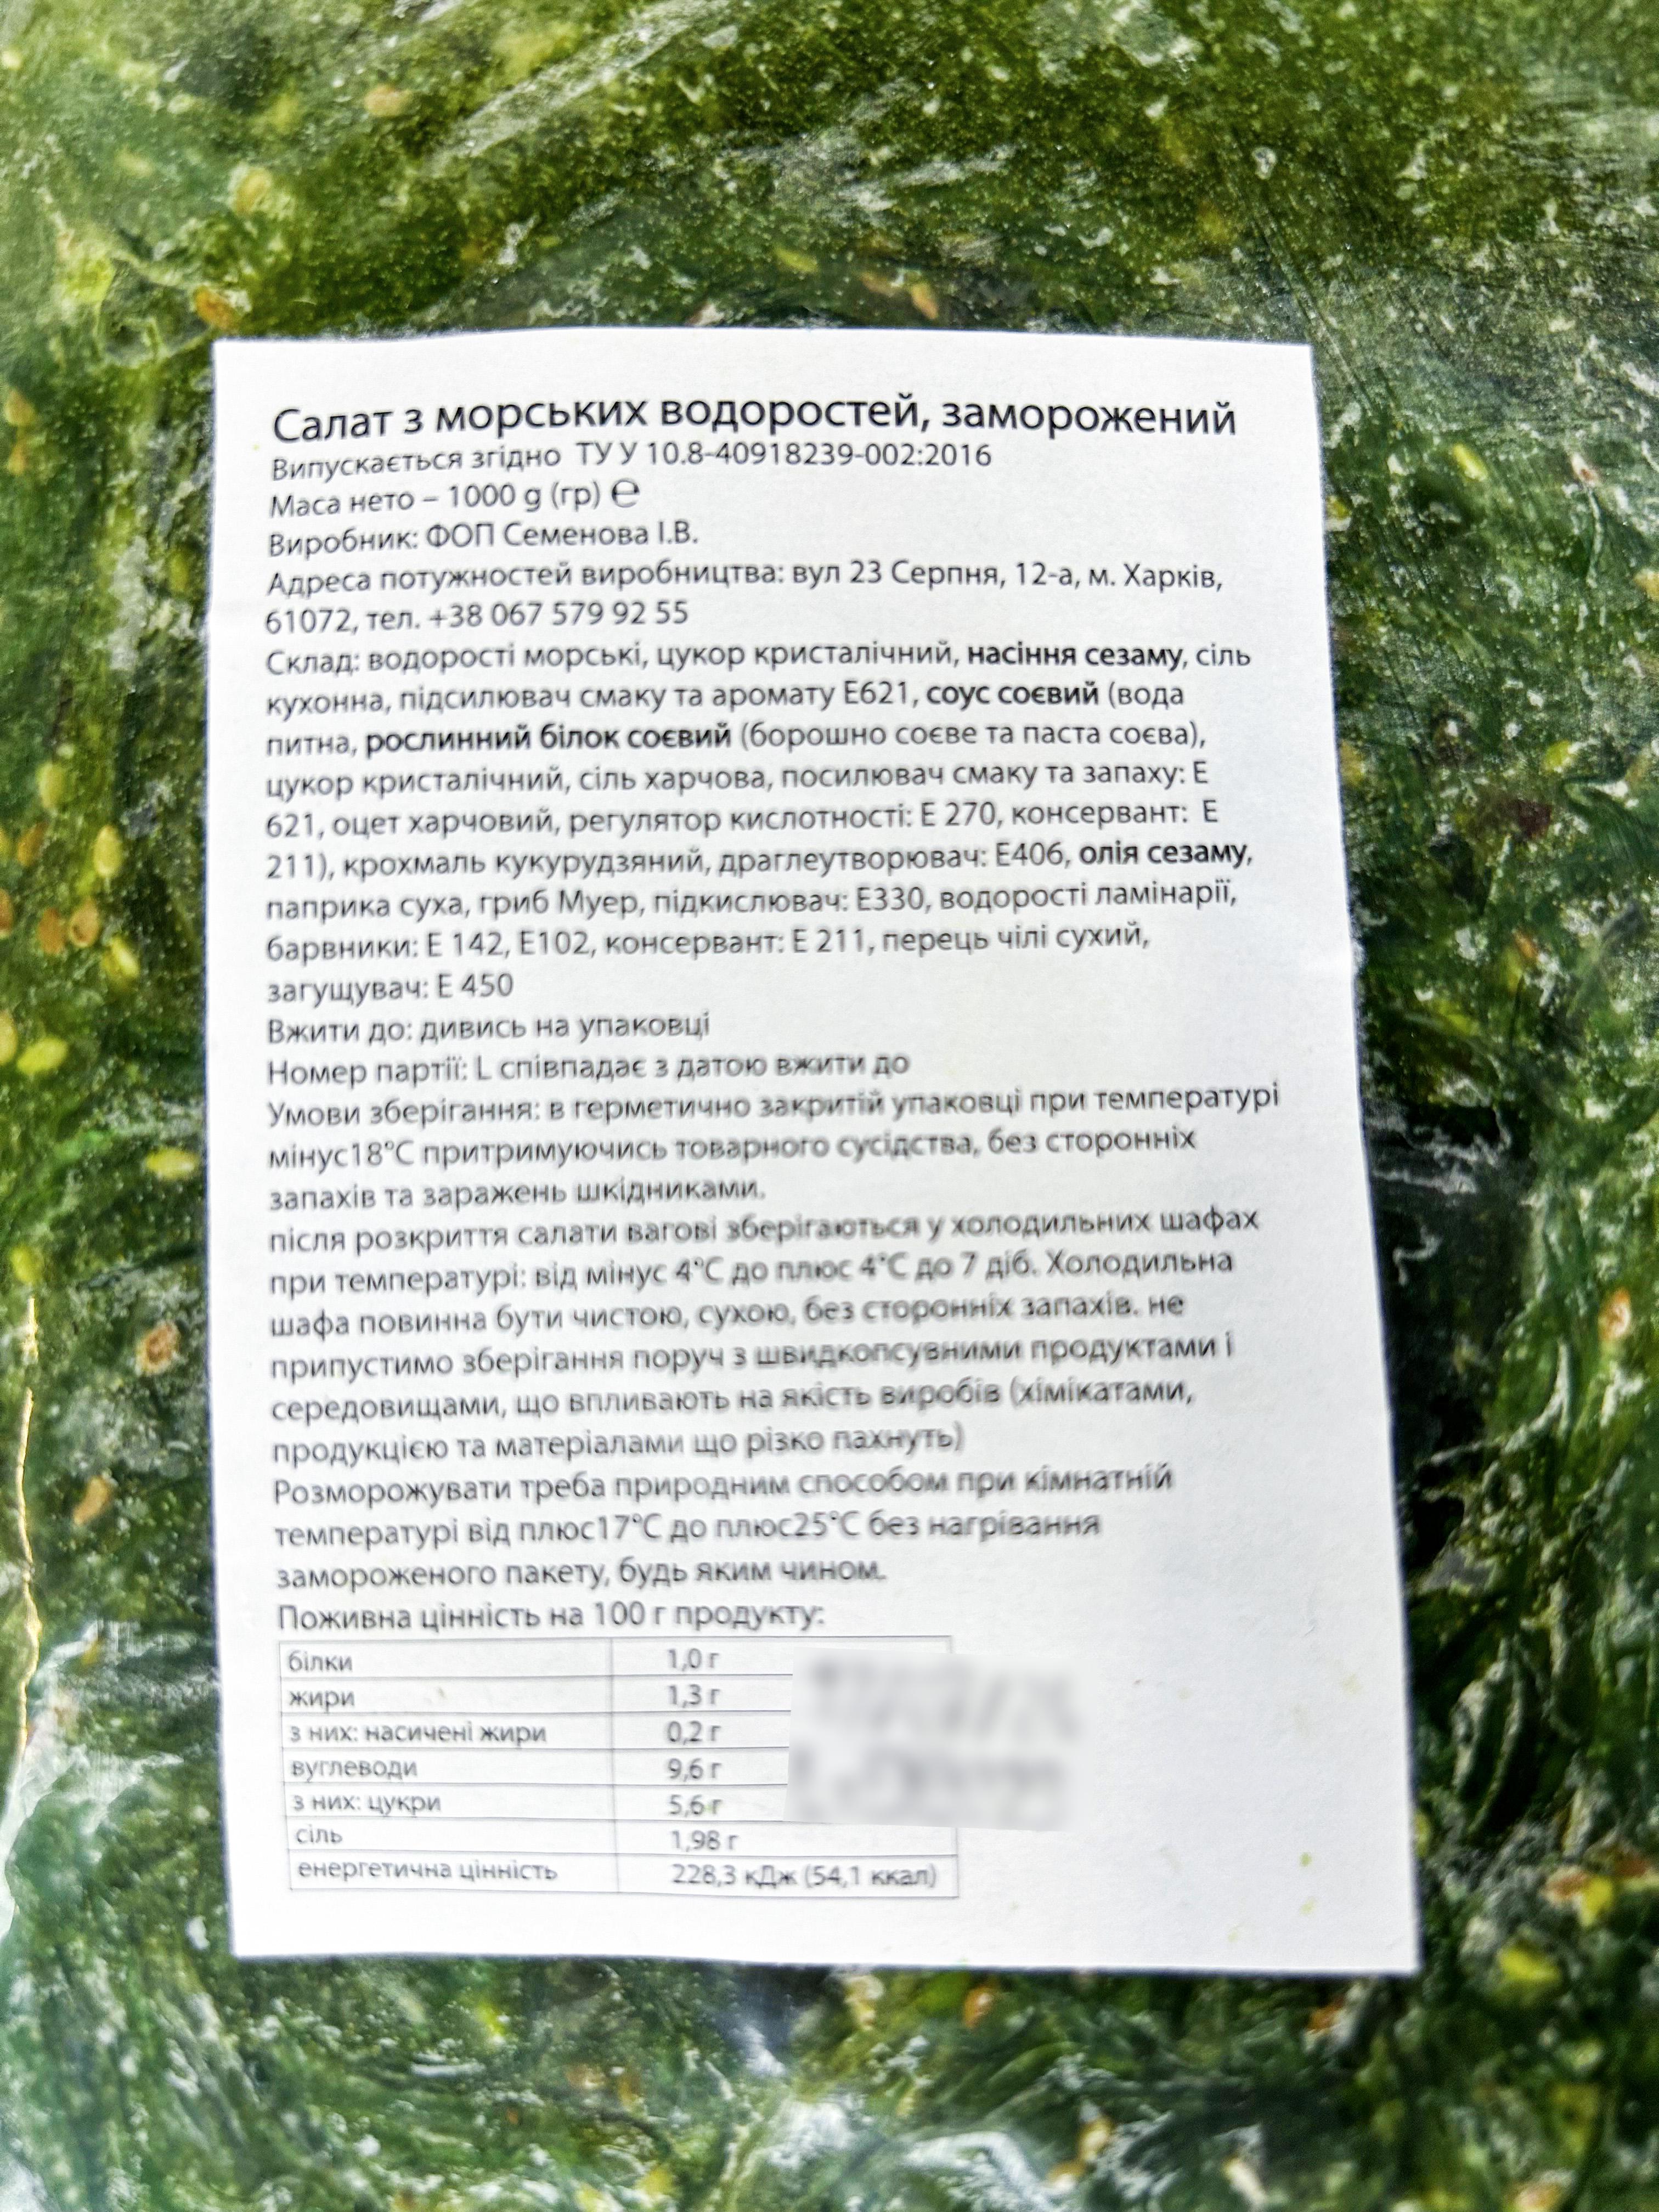 Салат з морських водоростей, заморожений
Випускається згідно ТУ У 10.8-40918239-002:2016
Маса нето – 1000 g (гр) ℮
Виробник: ФОП Семенова І.В.
Адреса потужностей виробництва: вул 23 Серпня, 12-а, м. Харків,
61072, тел. +38 067 579 92 55
Склад: водорості морські, цукор кристалічний, насіння сезаму, сіль
кухонна, підсилювач смаку та аромату Е621, соус соєвий (вода
питна, рослинний білок соєвий (борошно соєве та паста соєва),
цукор кристалічний, сіль харчова, посилювач смаку та запаху: Е
621, оцет харчовий, регулятор кислотності: Е 270, консервант: Е
211), крохмаль кукурудзяний, драглеутворювач: Е406, олія сезаму,
паприка суха, гриб Муер, підкислювач: Е330, водорості ламінарії,
барвники: Е 142, Е102, консервант: Е 211, перець чілі сухий,
загущувач: Е 450
Вжити до: дивись на упаковці
Номер партії: L співпадає з датою вжити до
Умови зберігання: в герметично закритій упаковці при температурі
мінус18°С притримуючись товарного сусідства, без сторонніх
запахів та заражень шкідниками.
після розкриття салати вагові зберігаються у холодильних шафах
при температурі: від мінус 4°С до плюс 4°С до 7 діб. Холодильна
шафа повинна бути чистою, сухою, без сторонніх запахів. не
припустимо зберігання поруч з швидкопсувними продуктами і
середовищами, що впливають на якість виробів (хімікатами,
продукцією та матеріалами що різко пахнуть)
Розморожувати треба природним способом при кімнатній
температурі від плюс17°С до плюс25°С без нагрівання
замороженого пакету, будь яким чином.
Поживна цінність на 100 г продукту:
білки 1,0 г
жири 1,3 г
з них: насичені жири 0,2 г
вуглеводи 9,6 г
з них: цукри 5,6 г
сіль 1,98 г
енергетична цінність 228,3 кДж (54,1 ккал)